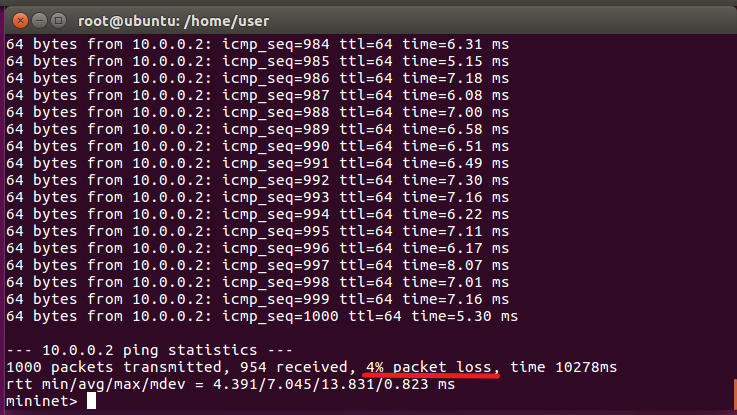 root@ubuntu: /home/user
64 bytes from 10.0.0.2: icmp_seq=984 ttl=64 time=6.31 ms
64 bytes from 10.0.0.2: icmp_seq=985 ttl=64 time=5.15 ms
64 bytes from 10.0.0.2: icmp_seq=986 ttl=64 time=7.18 ms
64 bytes from 10.0.0.2: icmp_seq=987 ttl=64 time=6.08 ms
64 bytes from 10.0.0.2: icmp_seq=988 ttl=64 time=7.00 ms
64 bytes from 10.0.0.2: icmp_seq=989 ttl=64 time=6.58 ms
64 bytes from 10.0.0.2: icmp_seq=990 ttl=64 time=6.51 ms
64 bytes from 10.0.0.2: icmp_seq=991 ttl=64 time=6.49 ms
64 bytes from 10.0.0.2: icmp_seq=992 ttl=64 time=7.30 ms
64 bytes from 10.0.0.2: icmp_seq=993 ttl=64 time=7.16 ms
64 bytes from 10.0.0.2: icmp_seq=994 ttl=64 time=6.22 ms
64 bytes from 10.0.0.2: icmp_seq=995 ttl=64 time=7.11 ms
64 bytes from 10.0.0.2: icmp_seq=996 ttl=64 time=6.17 ms
64 bytes from 10.0.0.2: icmp_seq=997 ttl=64 time=8.07 ms
64 bytes from 10.0.0.2: icmp_seq=998 ttl=64 time=7.01 ms
64 bytes from 10.0.0.2: icmp_seq=999 ttl=64 time=7.16 ms
64 bytes from 10.0.0.2: icmp_seq=1000 ttl=64 time=5.30 ms
--- 10.0.0.2 ping statistics ---
1000 packets transmitted, 954 received, 4% packet loss, time 10278ms
rtt min/avg/max/mdev = 4.391/7.045/13.831/0.823 ms
mininet>